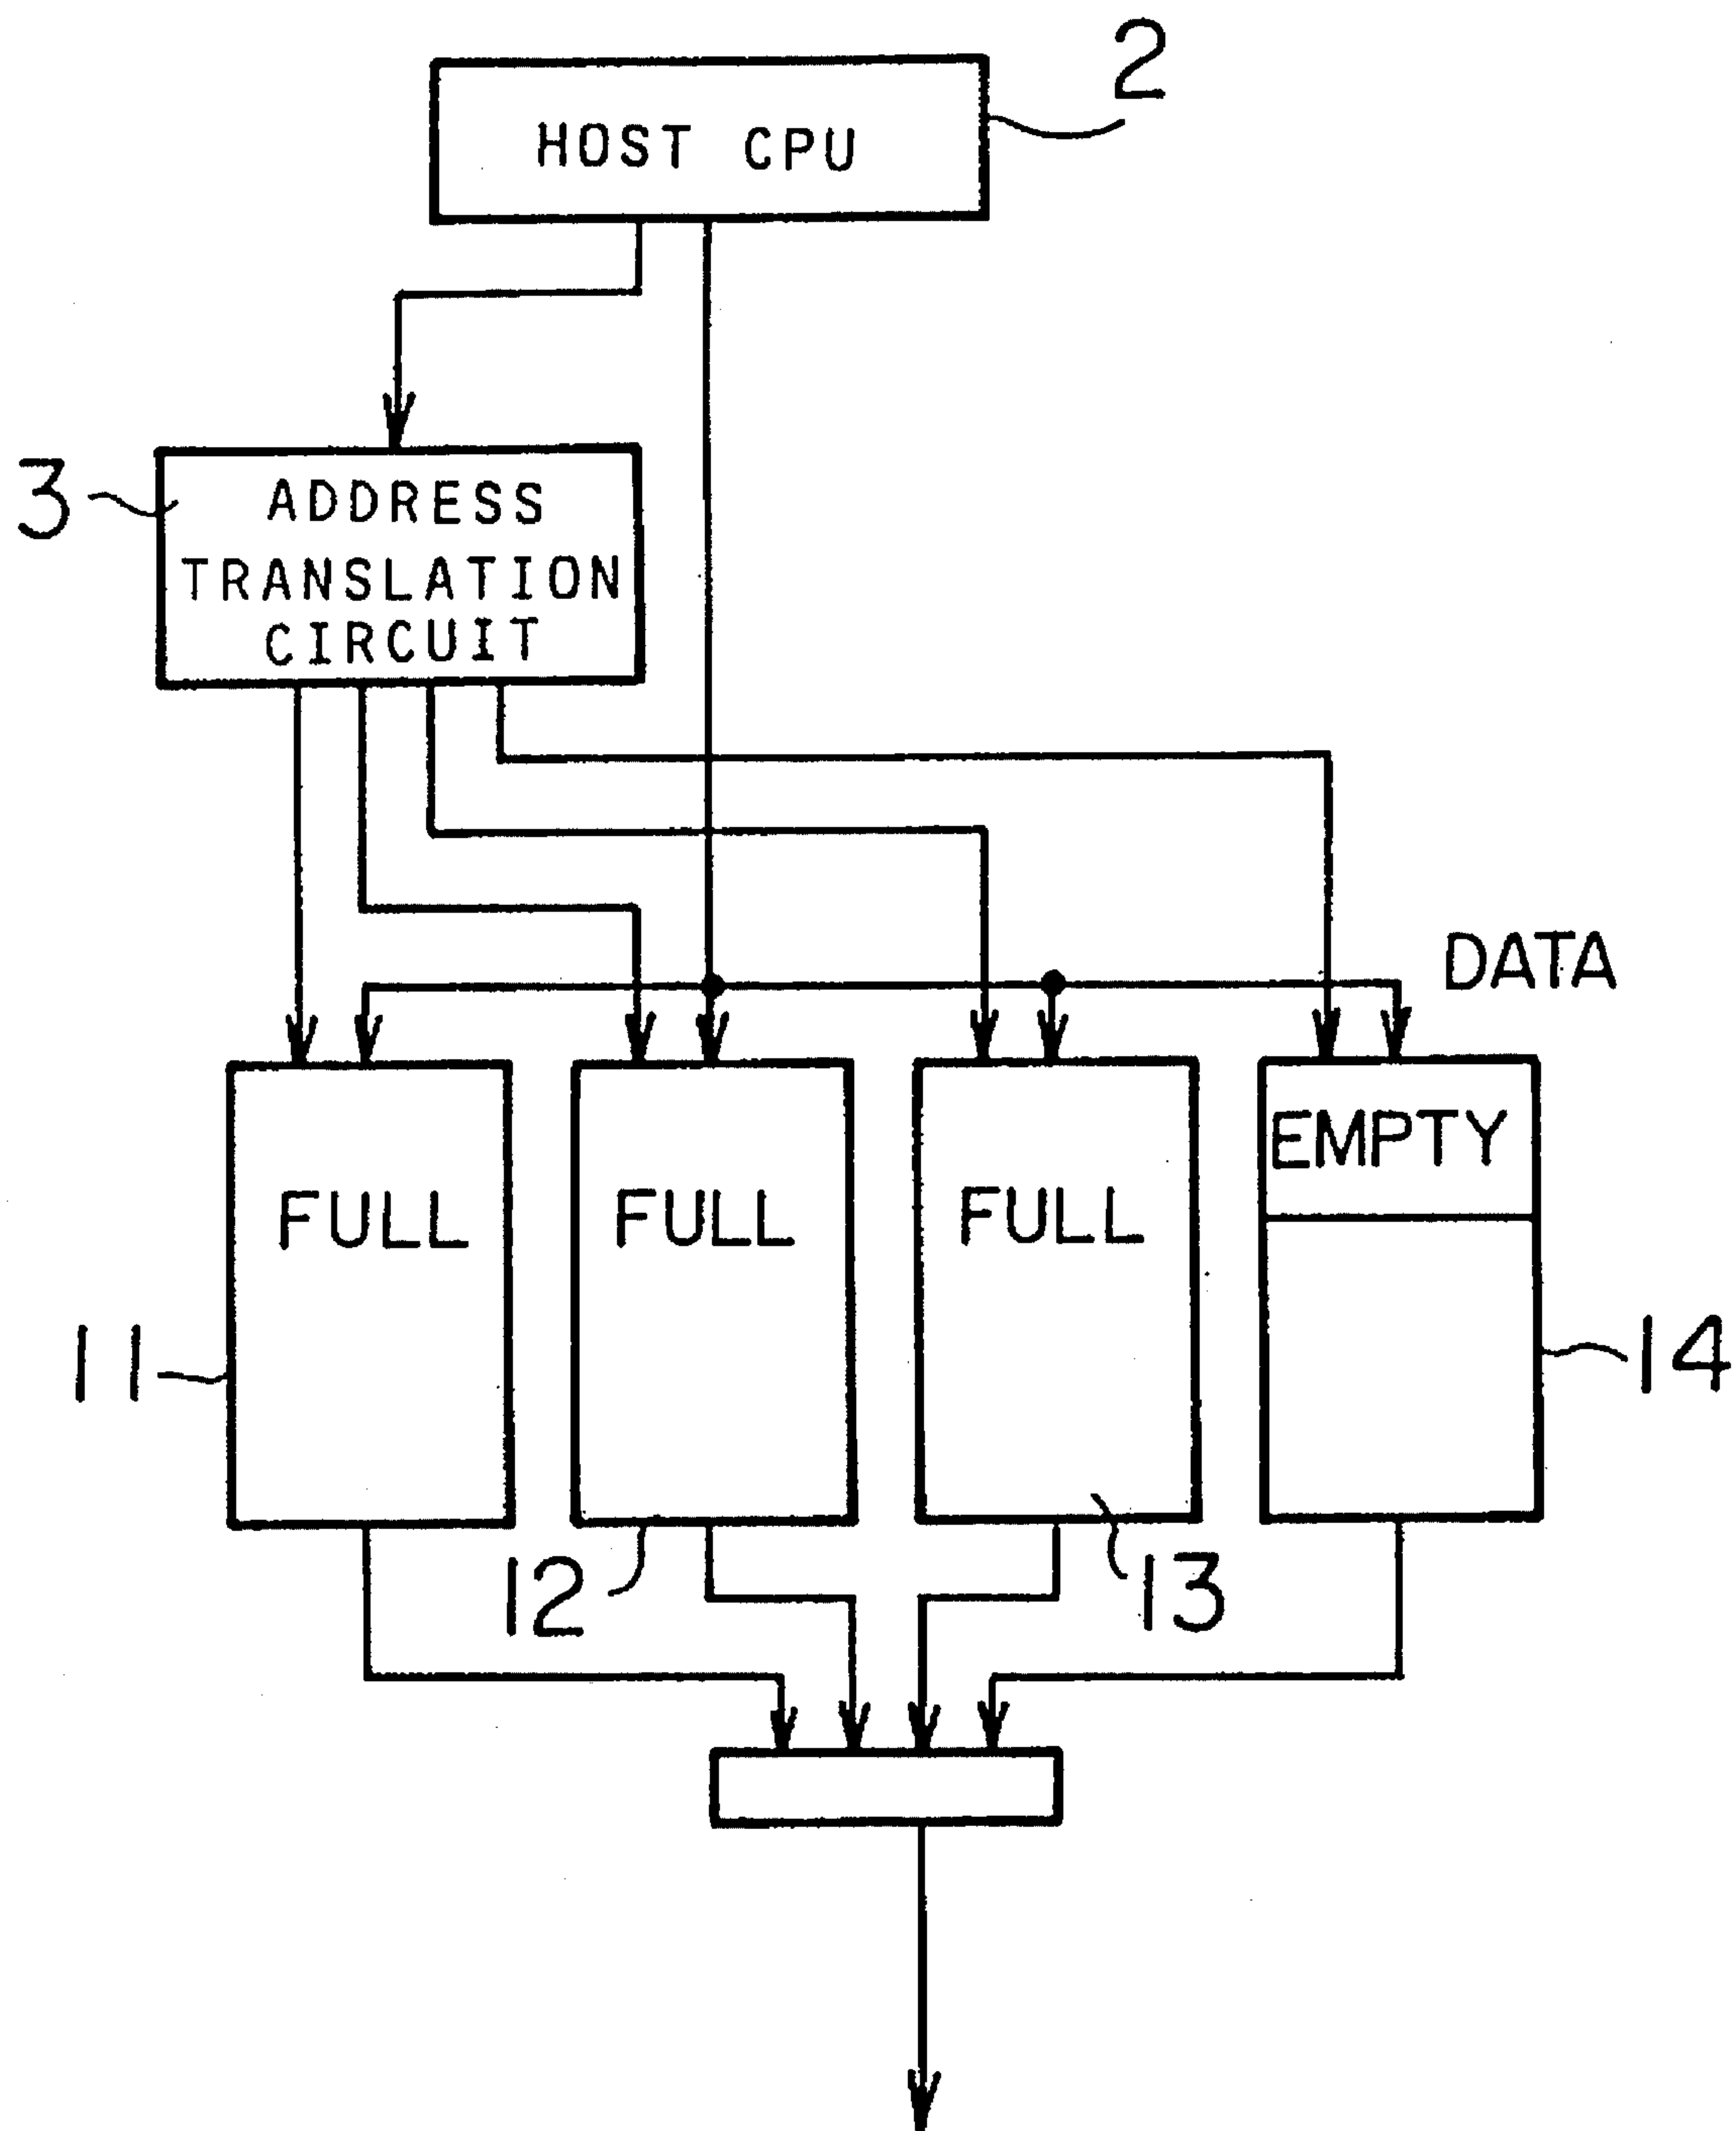 2
HOST CPU
3
ADDRESS
TRANSLATION
CIRCUIT
DATA
EMPTY
FULL
FULL
FULL
11
14
12
13